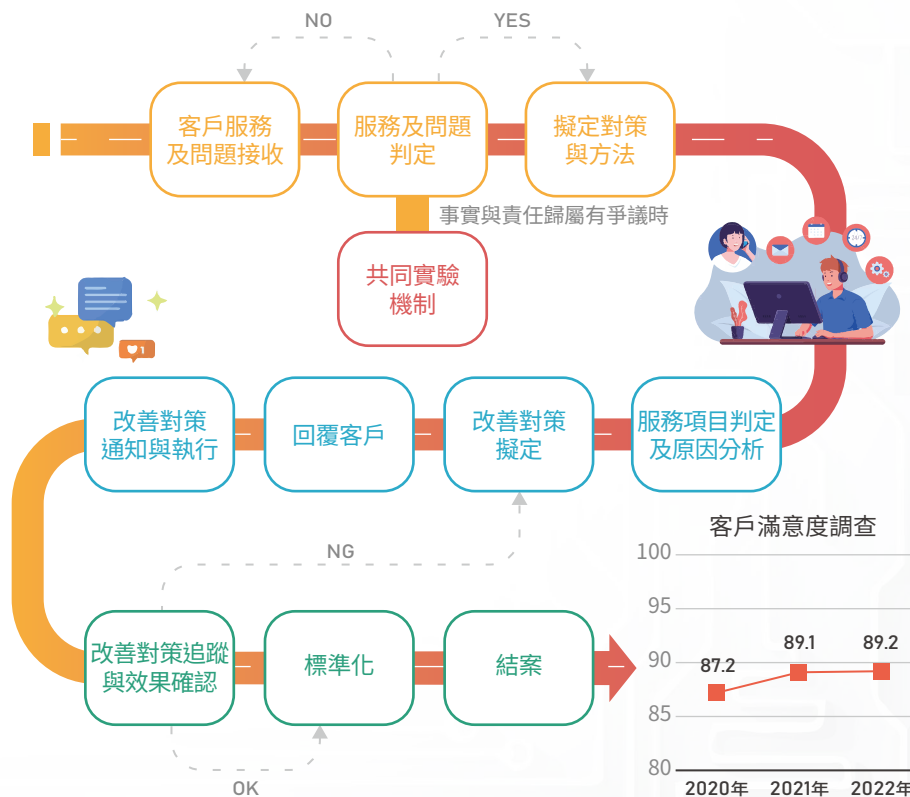 NO
YES
客戶服務
及問題接收
服務及問題
判定
擬定對策
與方法
事實與責任歸屬有爭議時
共同實驗
機制
24/7
1
改善對策
通知與執行
回覆客戶
改善對策
擬定
服務項目判定
及原因分析
NG
改善對策追蹤
與效果確認
標準化
結案
OK
客戶滿意度調查
100
95
90
85
80
87.2
89.1
89.2
2020年
2021年
2022年